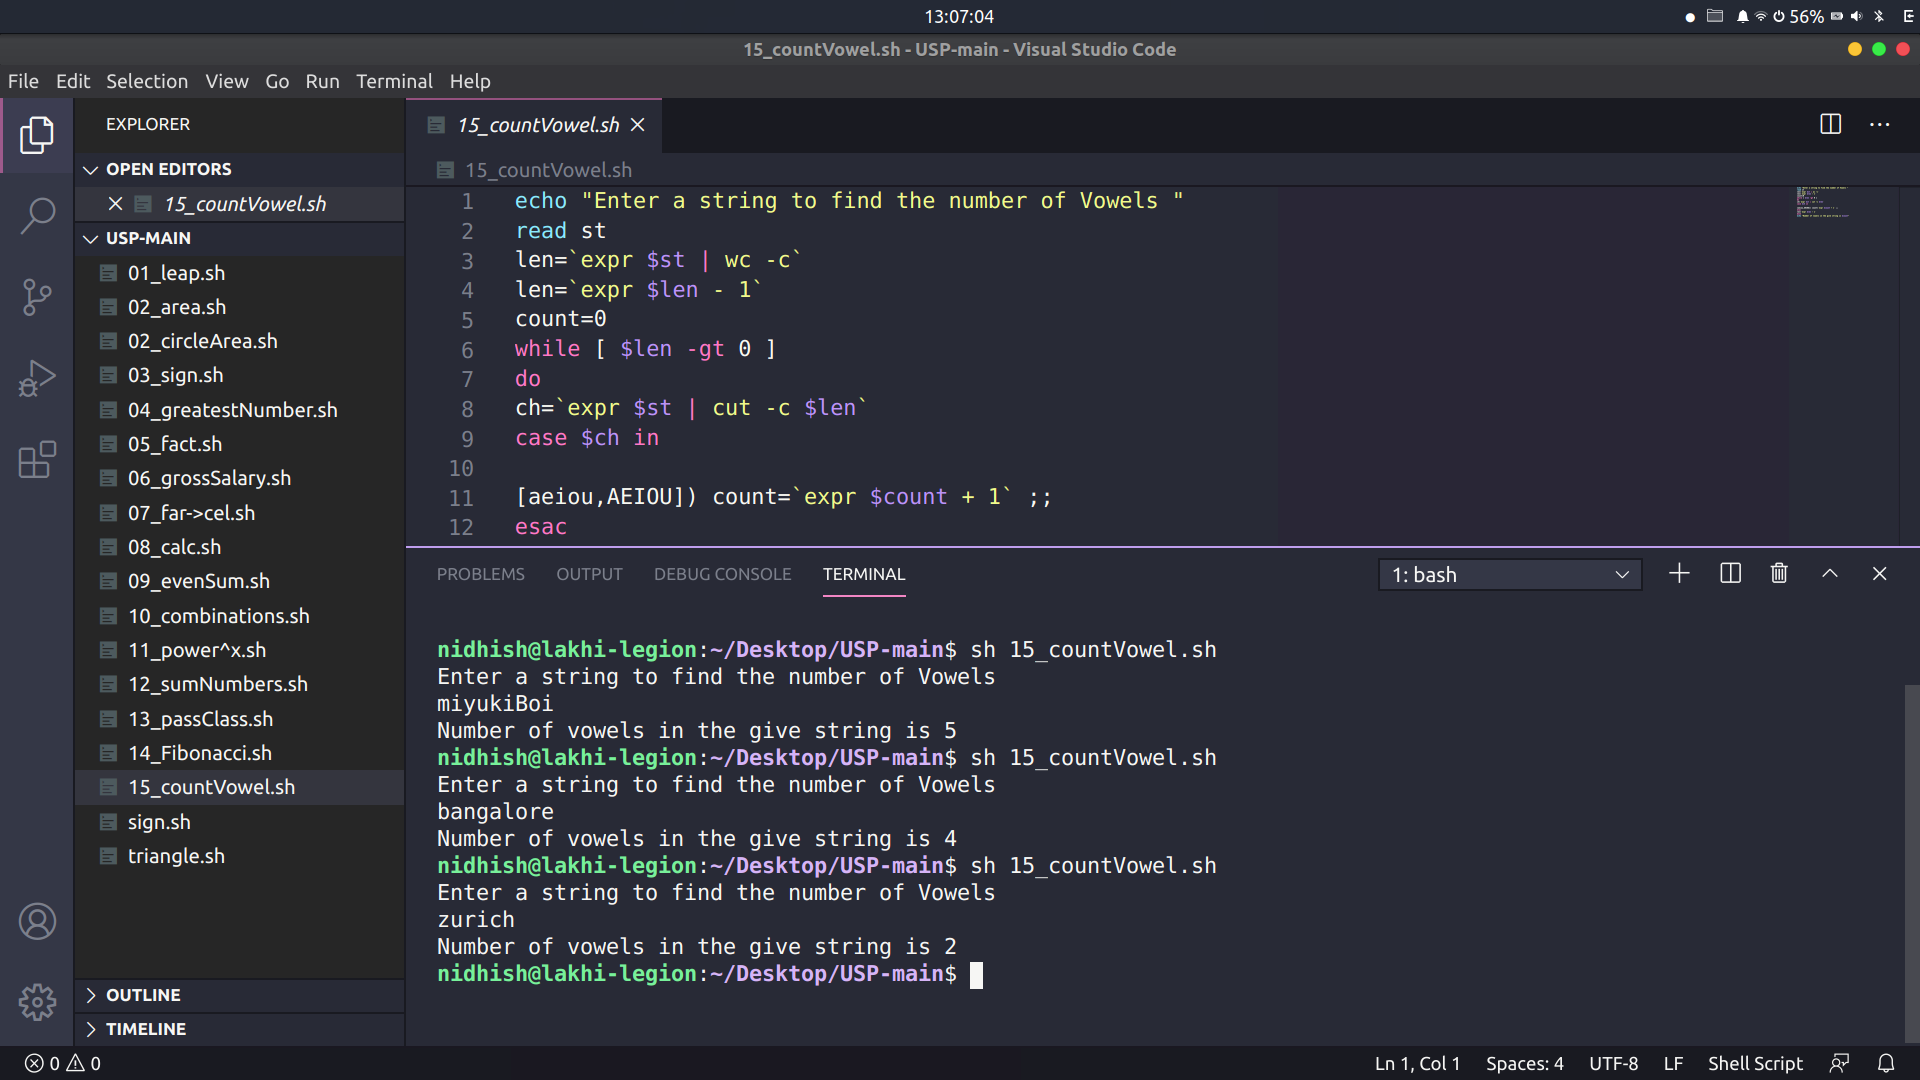 13:07:04
56%
15_countVowel.sh - USP-main - Visual Studio Code
File Edit Selection View Go Run Terminal Help
EXPLORER
OPEN EDITORS
15_countVowel.sh
USP-MAIN
01_leap.sh
02_area.sh
02_circleArea.sh
03_sign.sh
04_greatestNumber.sh
05_fact.sh
06_grossSalary.sh
07_far->cel.sh
08_calc.sh
09_evenSum.sh
10_combinations.sh
11_power^x.sh
12_sumNumbers.sh
13_passClass.sh
14_Fibonacci.sh
15_countVowel.sh
sign.sh
triangle.sh
OUTLINE
TIMELINE
15_countVowel.sh
15_countVowel.sh
1 echo "Enter a string to find the number of Vowels "
2 read st
3 len=`expr $st | wc -c`
4 len=`expr $len - 1`
5 count=0
6 while [ $len -gt 0 ]
7 do
8 ch=`expr $st | cut -c $len`
9 case $ch in
10
11 [aeiou,AEIOU]) count=`expr $count + 1` ;;
12 esac
PROBLEMS OUTPUT DEBUG CONSOLE TERMINAL
1: bash
nidhish@lakhi-legion:~/Desktop/USP-main$ sh 15_countVowel.sh
Enter a string to find the number of Vowels
miyukiBoi
Number of vowels in the give string is 5
nidhish@lakhi-legion:~/Desktop/USP-main$ sh 15_countVowel.sh
Enter a string to find the number of Vowels
bangalore
Number of vowels in the give string is 4
nidhish@lakhi-legion:~/Desktop/USP-main$ sh 15_countVowel.sh
Enter a string to find the number of Vowels
zurich
Number of vowels in the give string is 2
nidhish@lakhi-legion:~/Desktop/USP-main$
0 0
Ln 1, Col 1 Spaces: 4 UTF-8 LF Shell Script